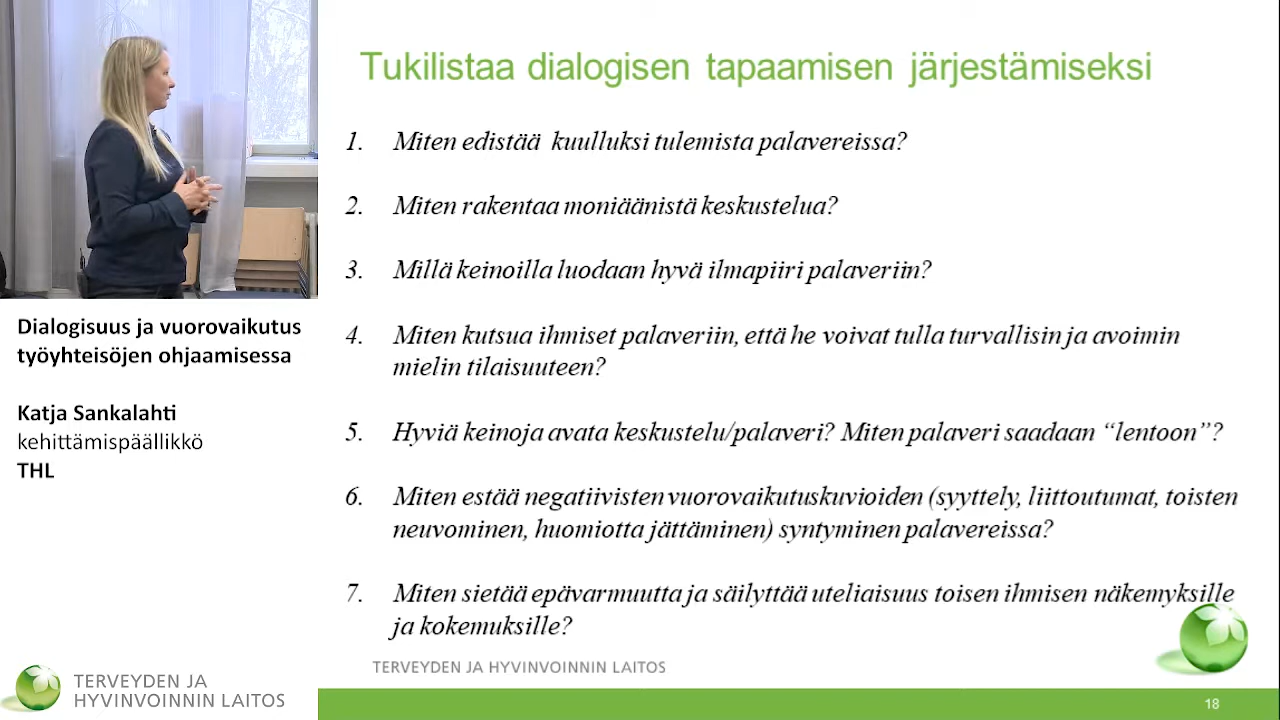 Tukilistaa dialogisen tapaamisen järjestämiseksi
1. Miten edistää kuulluksi tulemista palavereissa?
2. Miten rakentaa moniäänistä keskustelua?
3. Millä keinoilla luodaan hyvä ilmapiiri palaveriin?
4. Miten kutsua ihmiset palaveriin, että he voivat tulla turvallisin ja avoimin
mielin tilaisuuteen?
5. Hyviä keinoja avata keskustelu/palaveri? Miten palaveri saadaan “lentoon”?
6. Miten estää negatiivisten vuorovaikutuskuvioiden (syyttely, liittoutumat, toisten
neuvominen, huomiotta jättäminen) syntyminen palavereissa?
7. Miten sietää epävarmuutta ja säilyttää uteliaisuus toisen ihmisen näkemyksille
ja kokemuksille?
TERVEYDEN JA HYVINVOINNIN LAITOS
18
Dialogisuus ja vuorovaikutus
työyhteisöjen ohjaamisessa
Katja Sankalahti
kehittämispäällikkö
THL
TERVEYDEN JA
HYVINVOINNIN LAITOS